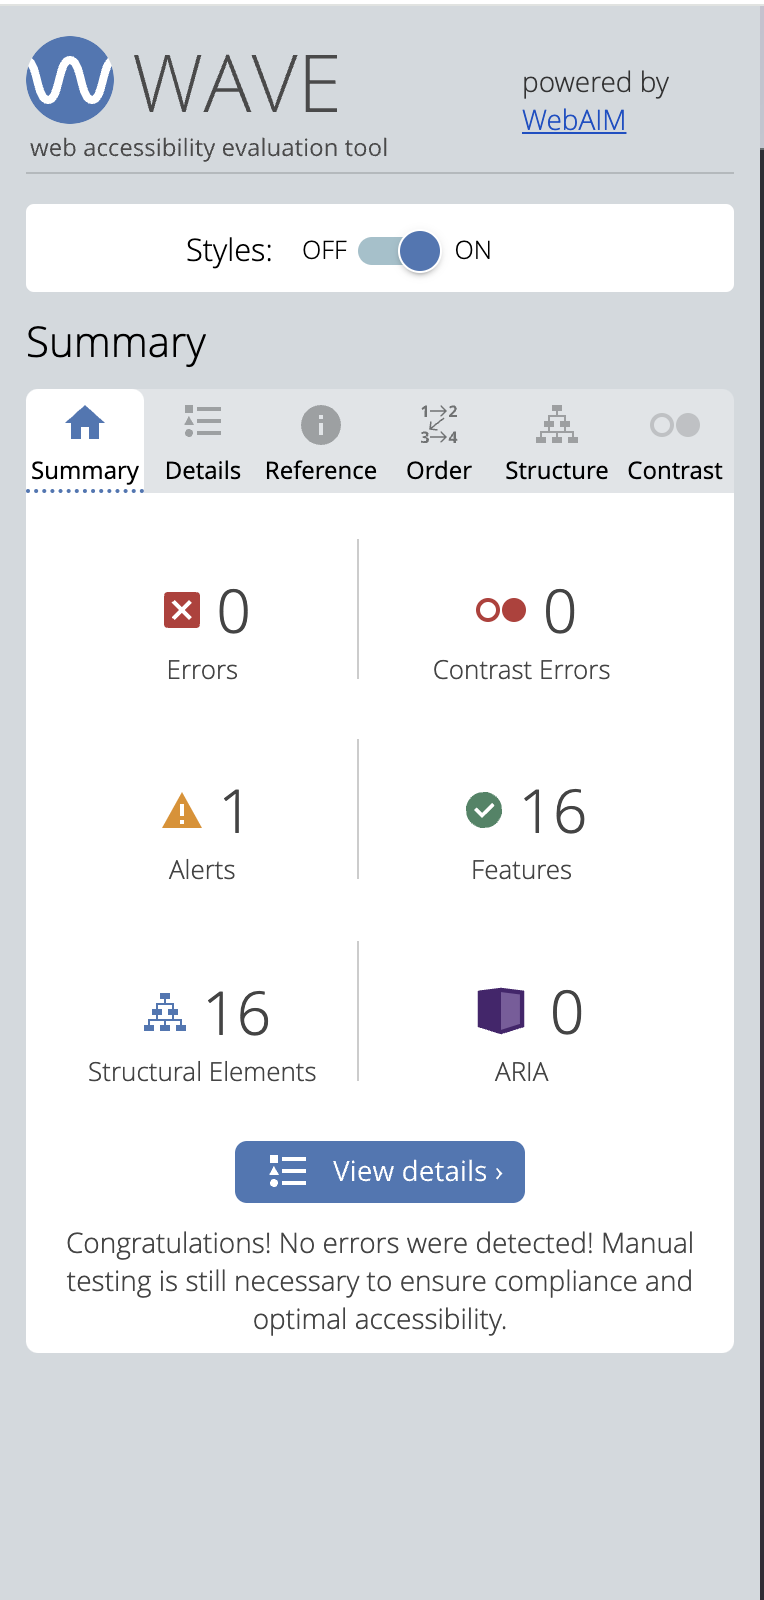 WAVE
web accessibility evaluation tool
powered by
WebAIM
Styles: OFF ON
Summary
1→2
3→4
Summary Details Reference Order Structure Contrast
0 0
Errors Contrast Errors
1 16
Alerts Features
16 0
Structural Elements ARIA
View details ›
Congratulations! No errors were detected! Manual
testing is still necessary to ensure compliance and
optimal accessibility.